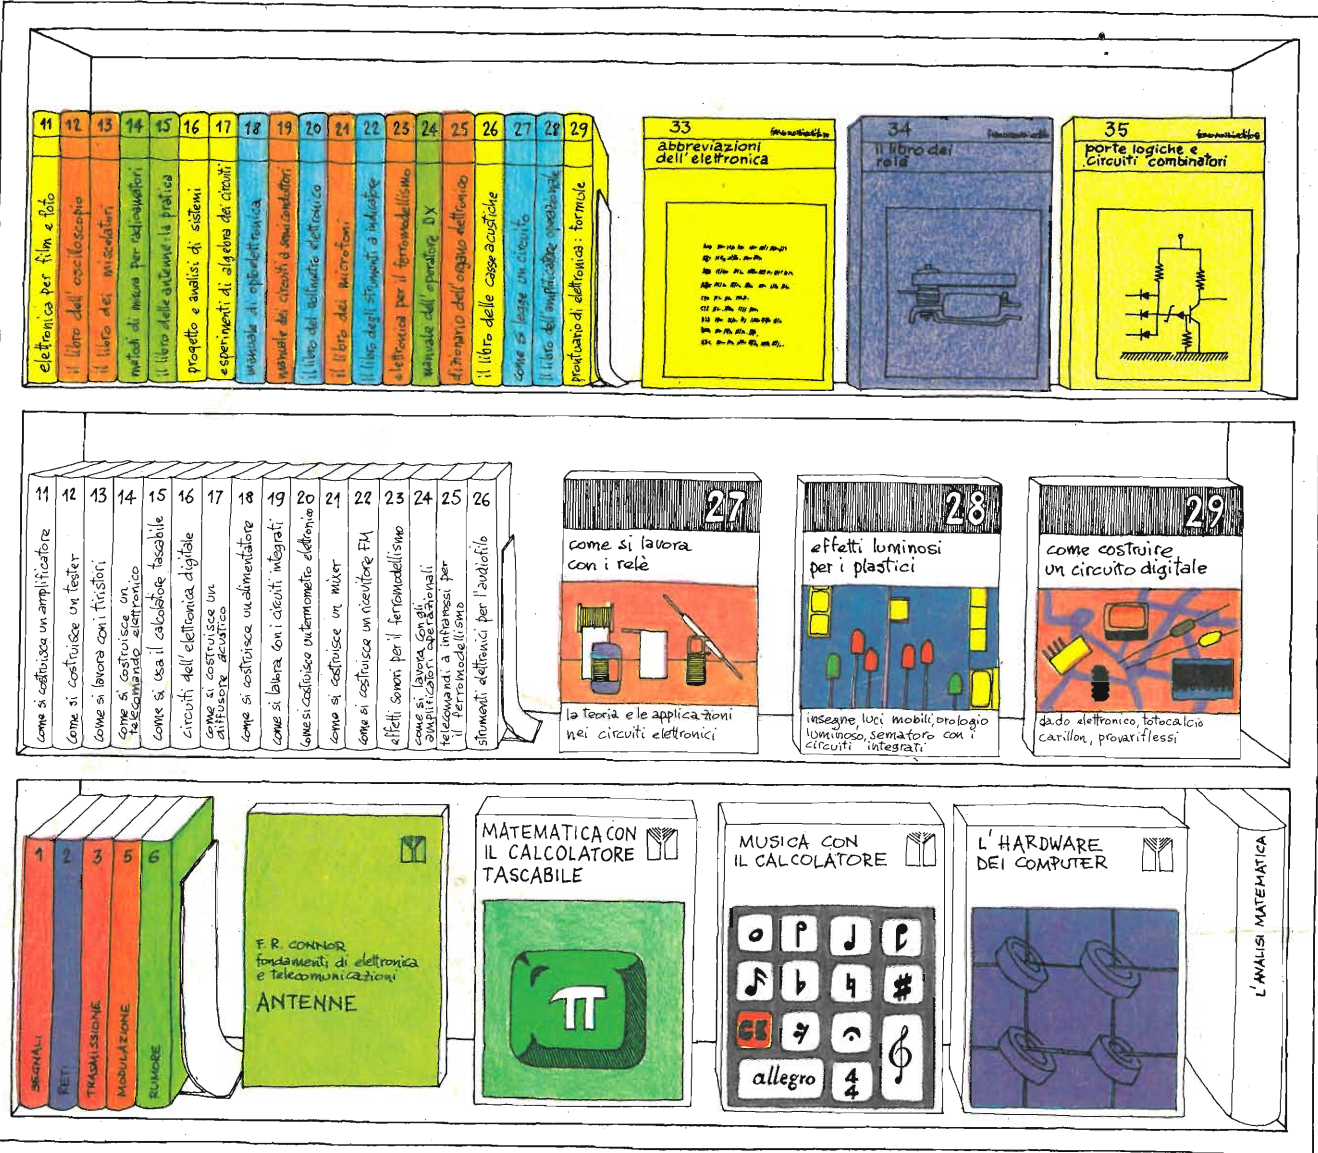 11
elettronica per film e foto
12
il libro dell'oscilloscopio
13
il libro dei miscelatori
14
metodi di misura per radioamatori
15
il libro delle antenne: la pratica
16
progetto e analisi di sistemi
17
esperimenti di algebra dei circuiti
18
manuale di optoelettronica
19
manuale dei circuiti a semiconduttori
20
il libro del voltmetro elettronico
21
il libro dei microfoni
22
il libro degli strumenti a indicatore
23
elettronica per il ferromodellismo
24
manuale dell'operatore DX
25
dizionario dell'organo elettronico
26
il libro delle casse acustiche
27
come si legge un circuito
28
il libro dell'amplificatore operazionale
29
prontuario di elettronica: formule
33
abbreviazioni
dell'elettronica
34
il libro dei
relè
35
porte logiche e
circuiti combinatori
11
come si costruisce un amplificatore
12
come si costruisce un tester
13
come si lavora con i tiristori
14
come si costruisce un
telecomando elettronico
15
come si usa il calcolatore tascabile
16
circuiti dell'elettronica digitale
17
come si costruisce un
diffusore acustico
18
come si costruisce un alimentatore
19
come si lavora con i circuiti integrati
20
come si costruisce un termometro elettronico
21
come si costruisce un mixer
22
come si costruisce un ricevitore FM
23
effetti sonori per il ferromodellismo
24
come si lavora con gli
amplificatori operazionali
25
telecomandi a infrarossi per
il ferromodellismo
26
strumenti elettronici per l'audiofilo
27
come si lavora
con i relè
la teoria e le applicazioni
nei circuiti elettronici
28
effetti luminosi
per i plastici
insegne, luci mobili, orologio
luminoso, semaforo con i
circuiti integrati
29
come costruire
un circuito digitale
dado elettronico, totocalcio
carillon, provariflessi
1
SEGNALI
2
RETI
3
TRASMISSIONE
5
MODULAZIONE
6
RUMORE
F. R. CONNOR
fondamenti di elettronica
e telecomunicazioni
ANTENNE
MATEMATICA CON
IL CALCOLATORE
TASCABILE
π
MUSICA CON
IL CALCOLATORE
CE
allegro
4
4
L'HARDWARE
DEI COMPUTER
L'ANALISI MATEMATICA